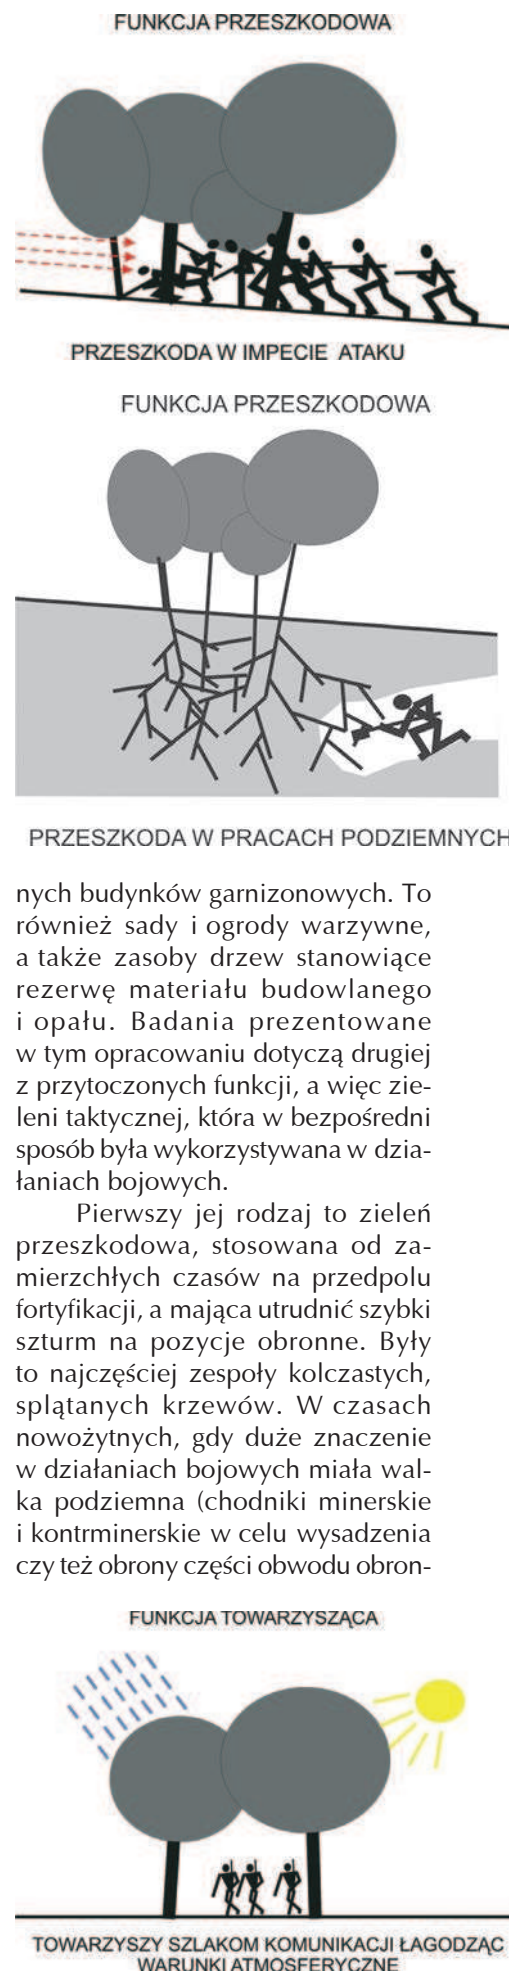 FUNKCJA PRZESZKODOWA
PRZESZKODA W IMPECIE ATAKU
FUNKCJA PRZESZKODOWA
PRZESZKODA W PRACACH PODZIEMNYCH
nych budynków garnizonowych. To
również sady i ogrody warzywne,
a także zasoby drzew stanowiące
rezerwę materiału budowlanego
i opału. Badania prezentowane
w tym opracowaniu dotyczą drugiej
z przytoczonych funkcji, a więc zie-
leni taktycznej, która w bezpośredni
sposób była wykorzystywana w dzia-
łaniach bojowych.
Pierwszy jej rodzaj to zieleń
przeszkodowa, stosowana od za-
mierzchłych czasów na przedpolu
fortyfikacji, a mająca utrudnić szybki
szturm na pozycje obronne. Były
to najczęściej zespoły kolczastych,
splątanych krzewów. W czasach
nowożytnych, gdy duże znaczenie
w działaniach bojowych miała wal-
ka podziemna (chodniki minerskie
i kontrminerskie w celu wysadzenia
czy też obrony części obwodu obron-
FUNKCJA TOWARZYSZĄCA
TOWARZYSZY SZLAKOM KOMUNIKACJI ŁAGODZĄC
WARUNKI ATMOSFERYCZNE